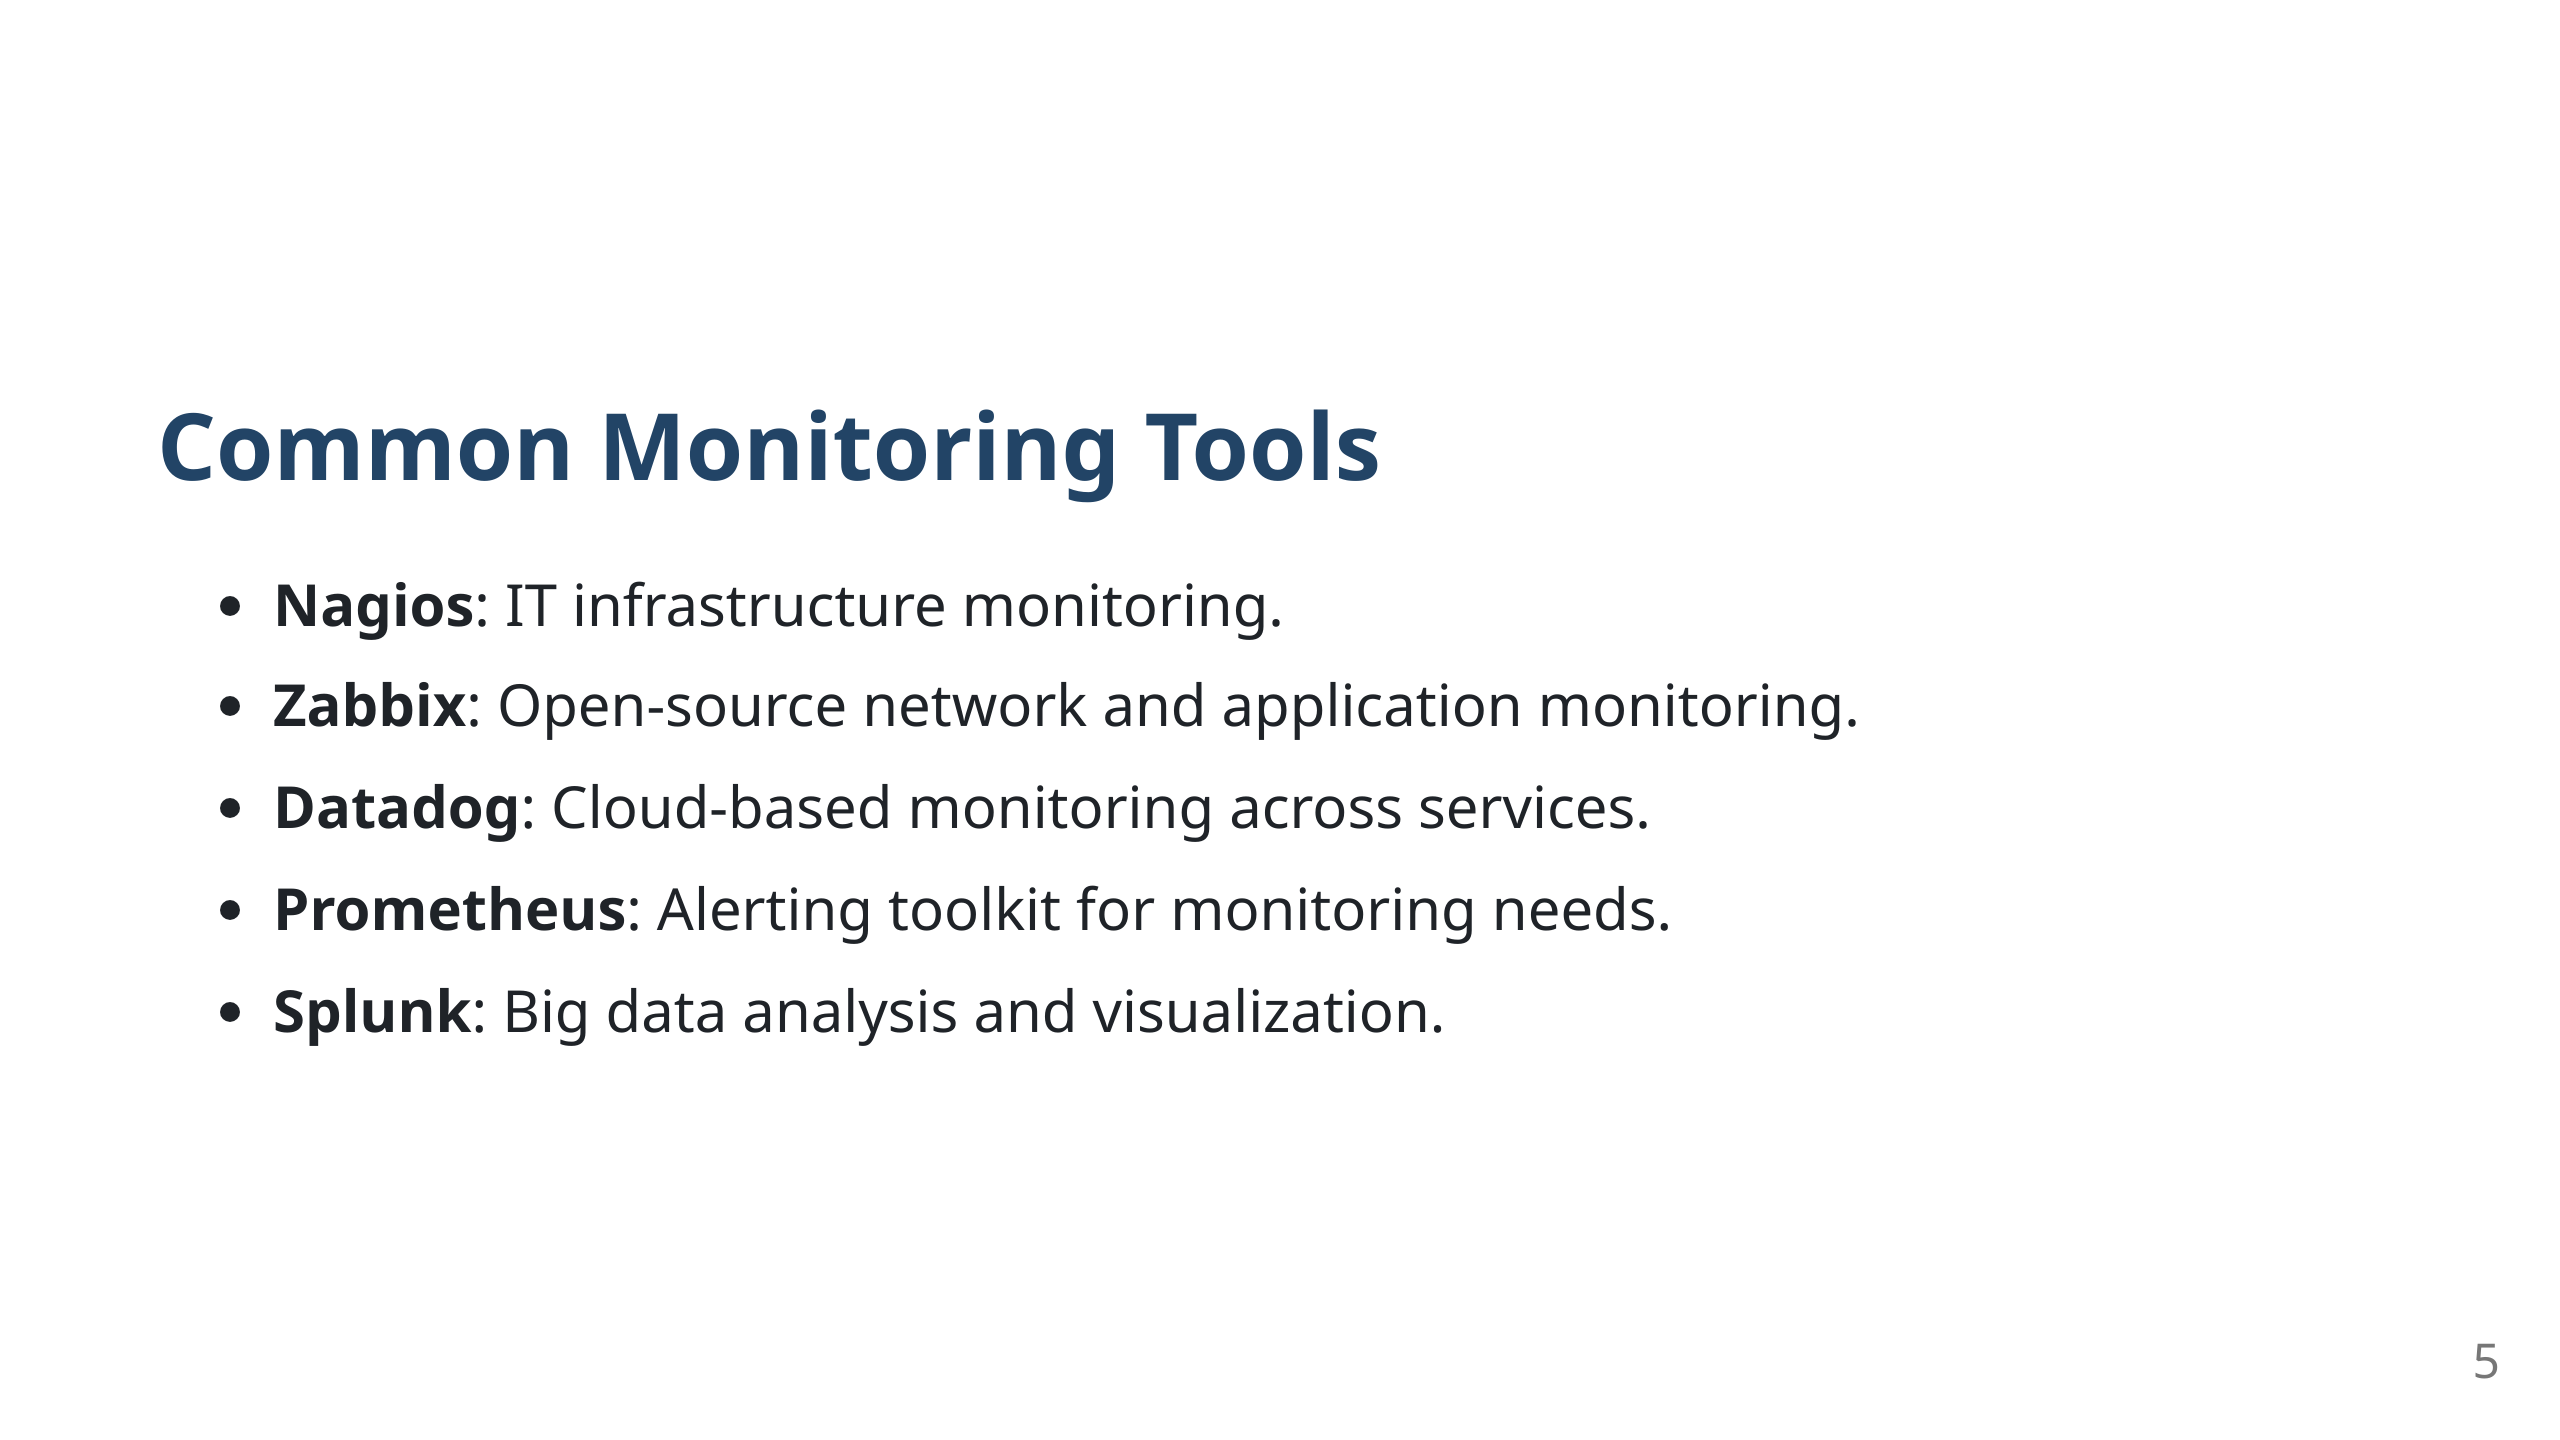 Common Monitoring Tools
• Nagios: IT infrastructure monitoring.
• Zabbix: Open-source network and application monitoring.
• Datadog: Cloud-based monitoring across services.
• Prometheus: Alerting toolkit for monitoring needs.
• Splunk: Big data analysis and visualization.
5